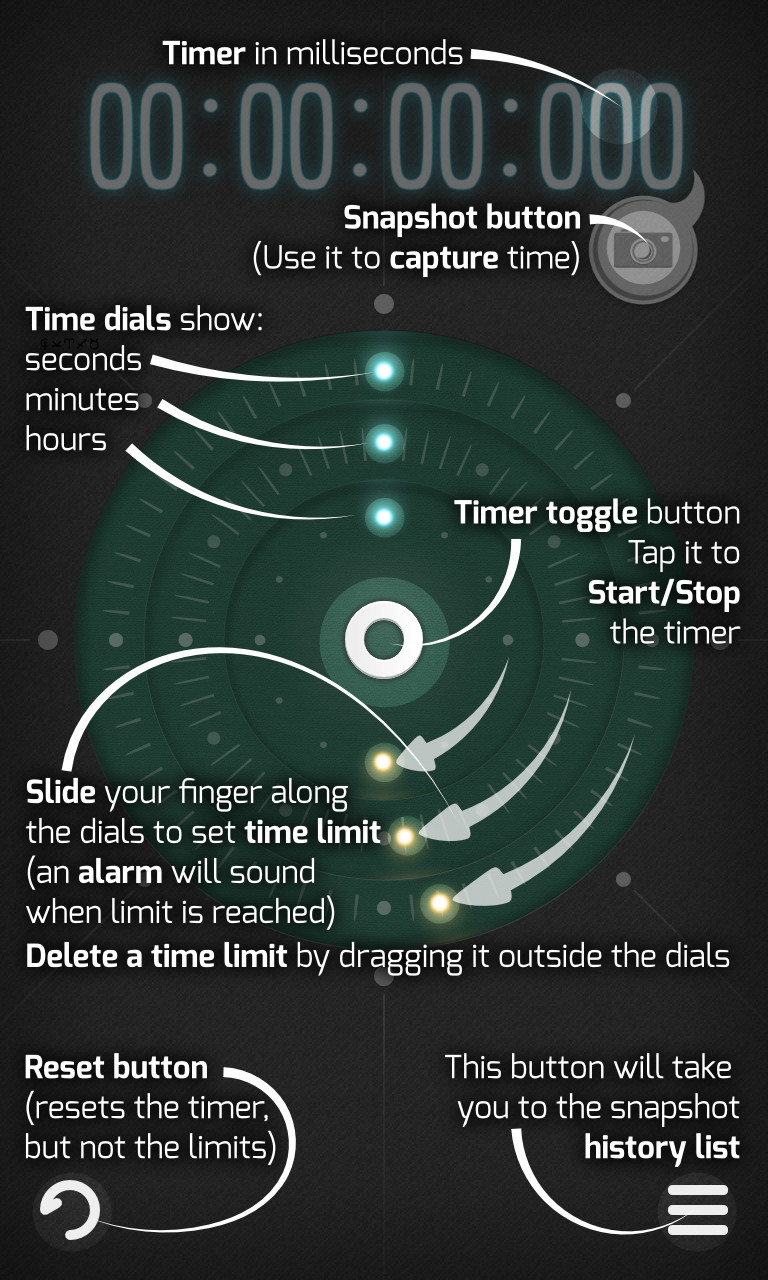 Timer in milliseconds
00:00:00:000
Snapshot button
(Use it to capture time)
Time dials show:
seconds
minutes
hours
Timer toggle button
Tap it to
Start/Stop
the timer
Slide your finger along
the dials to set time limit
(an alarm will sound
when limit is reached)
Delete a time limit by dragging it outside the dials
Reset button
(resets the timer,
but not the limits)
This button will take
you to the snapshot
history list